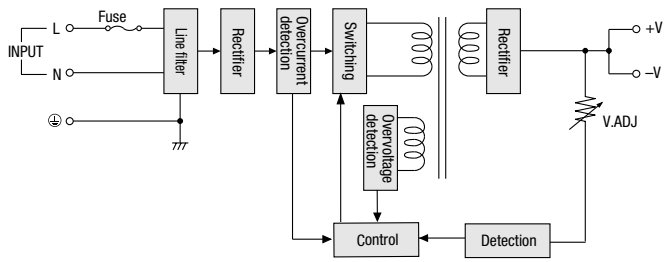 Fuse
L
INPUT
N
Line filter
Rectifier
Overcurrent
detection
Switching
Rectifier
+V
–V
V.ADJ
Overvoltage
detection
Control
Detection